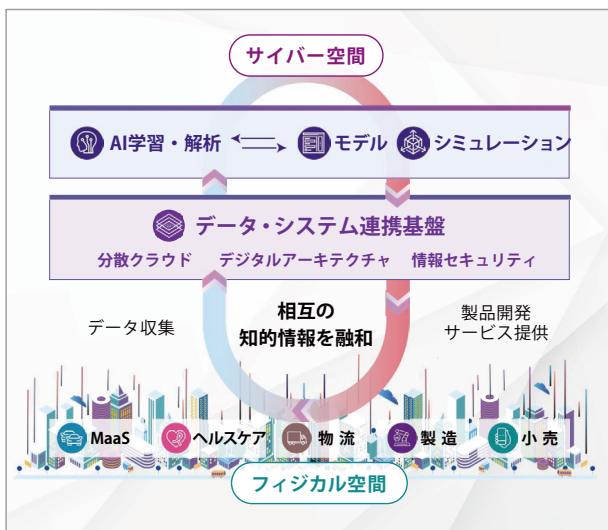 サイバー空間
AI学習・解析
モデル
シミュレーション
データ・システム連携基盤
分散クラウド デジタルアーキテクチャ 情報セキュリティ
データ収集
相互の
知的情報を融和
製品開発
サービス提供
MaaS
ヘルスケア
物流
製造
小売
フィジカル空間